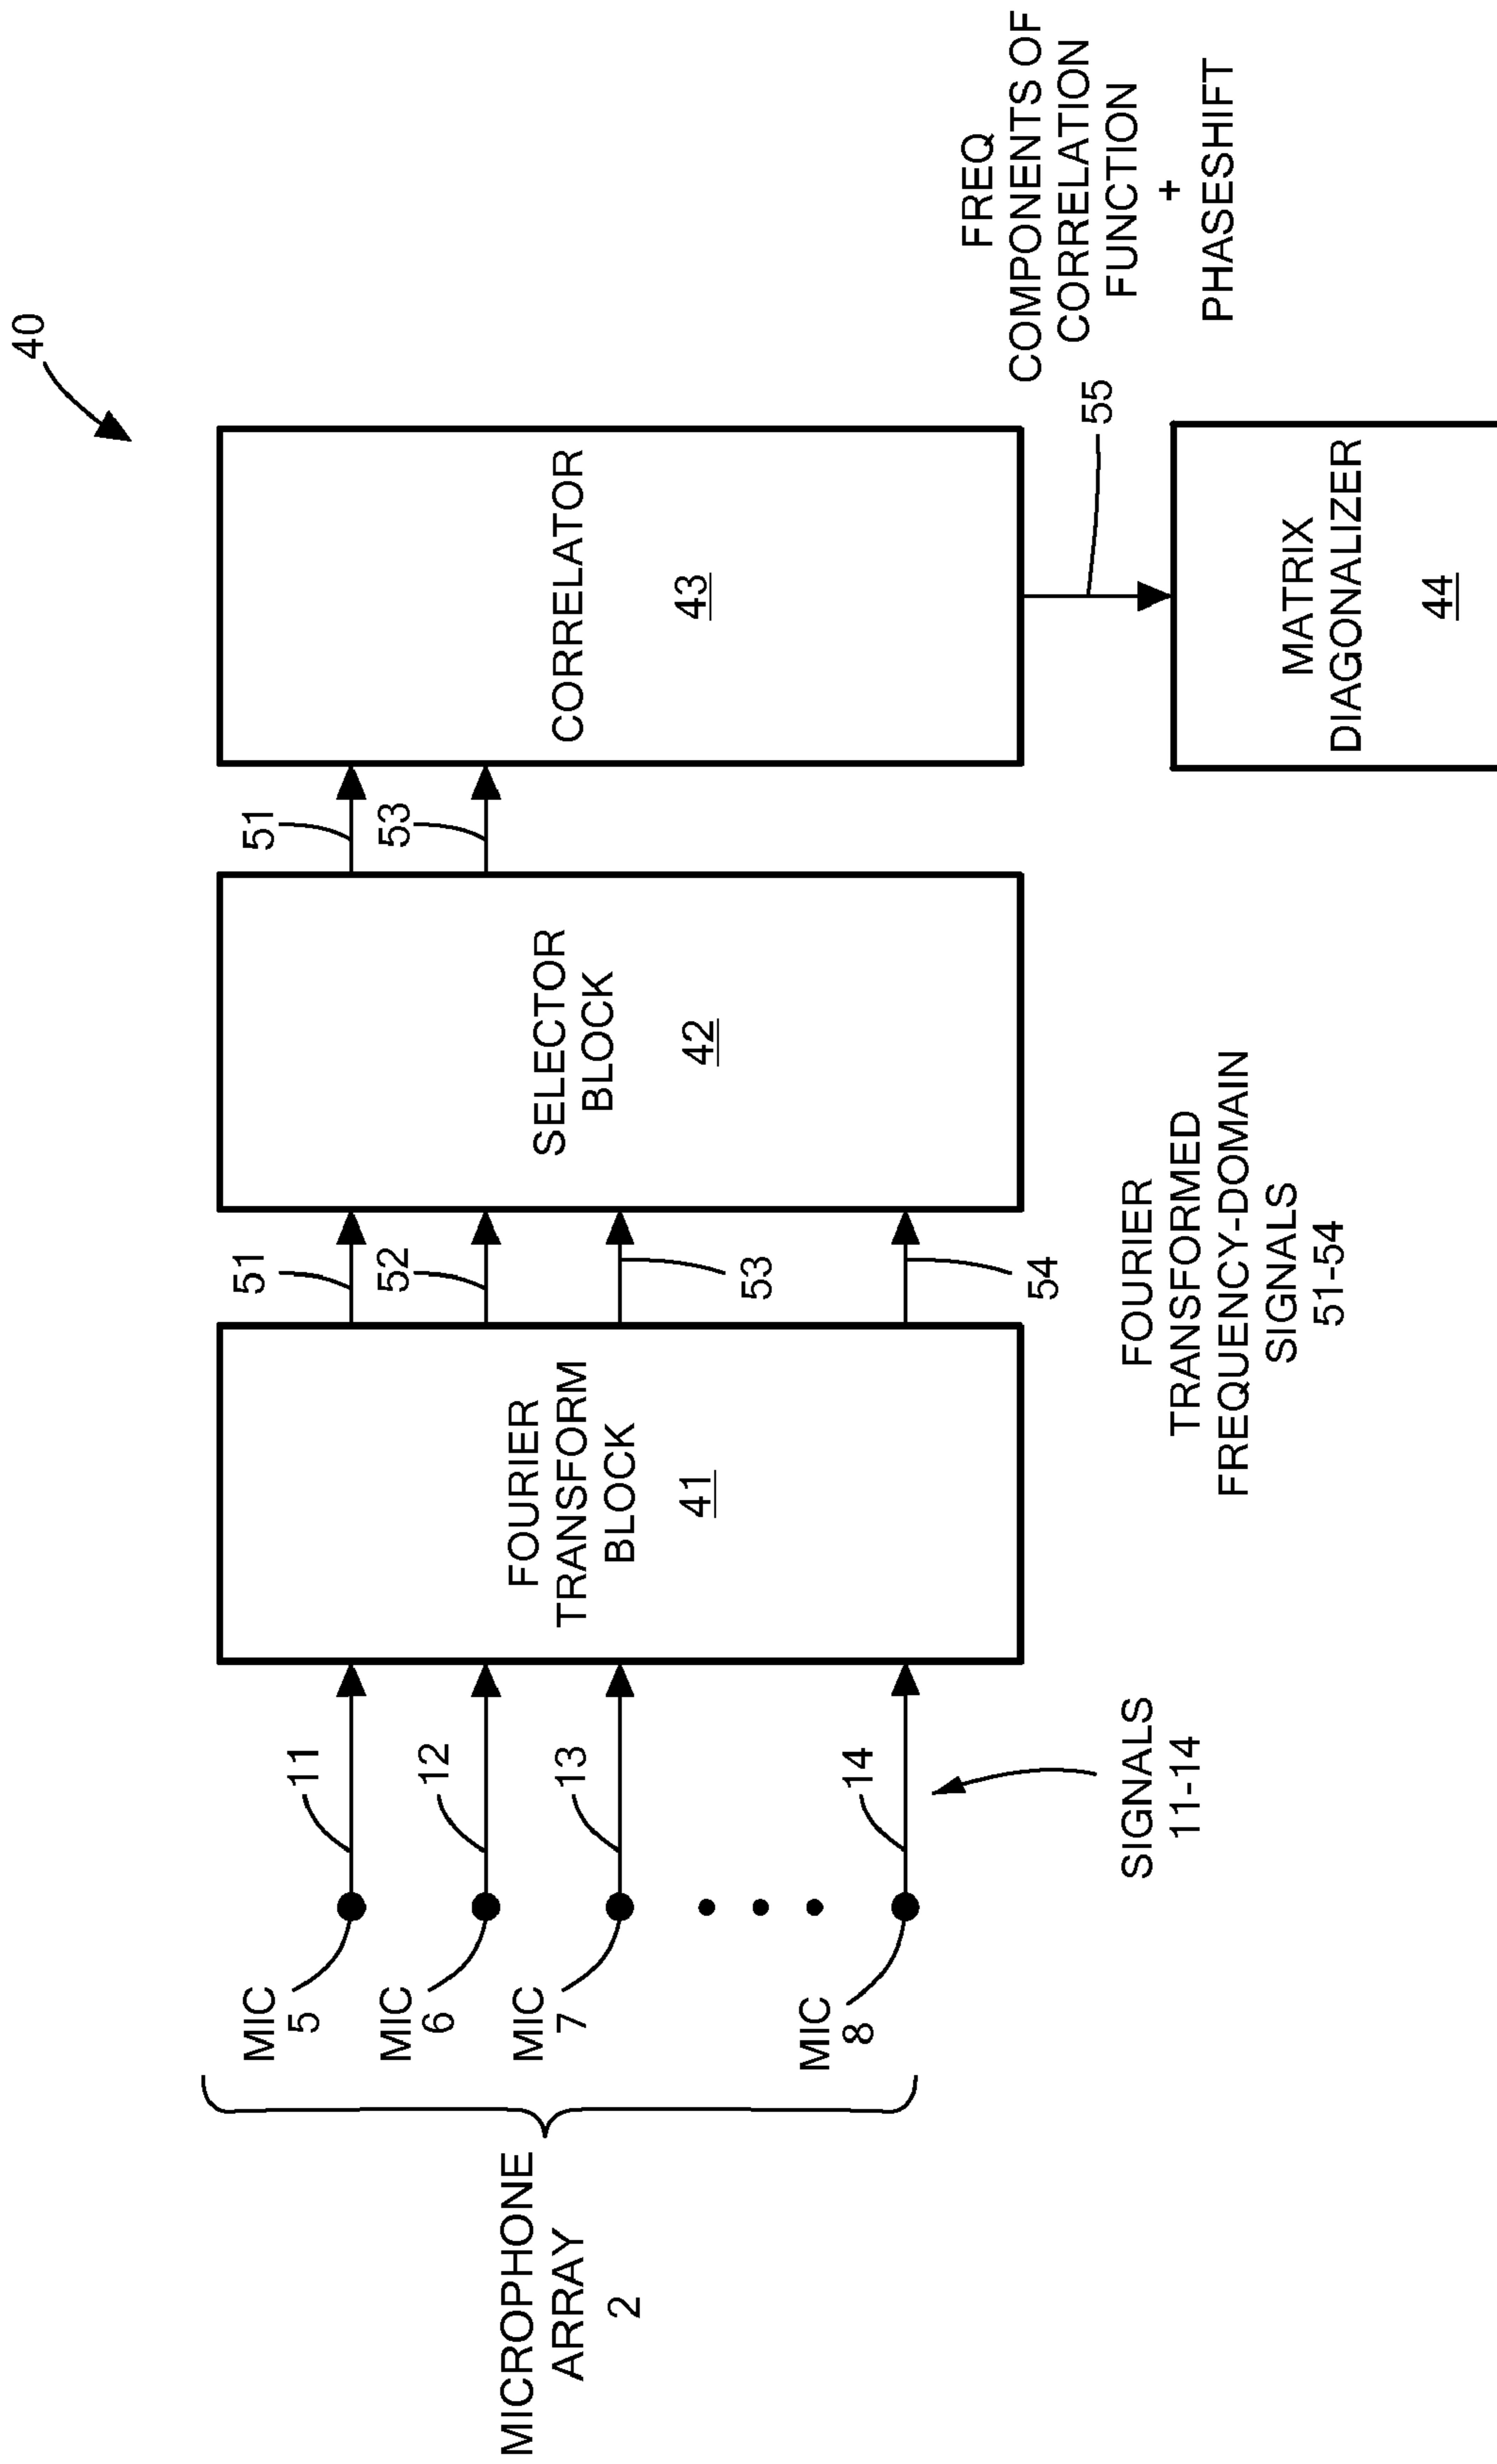 40
MICROPHONE
ARRAY
2
MIC
5
MIC
6
MIC
7
MIC
8
11
12
13
14
SIGNALS
11-14
FOURIER
TRANSFORM
BLOCK
41
51
52
53
54
FOURIER
TRANSFORMED
FREQUENCY-DOMAIN
SIGNALS
51-54
SELECTOR
BLOCK
42
51
53
CORRELATOR
43
55
FREQ
COMPONENTS OF
CORRELATION
FUNCTION
+
PHASESHIFT
MATRIX
DIAGONALIZER
44